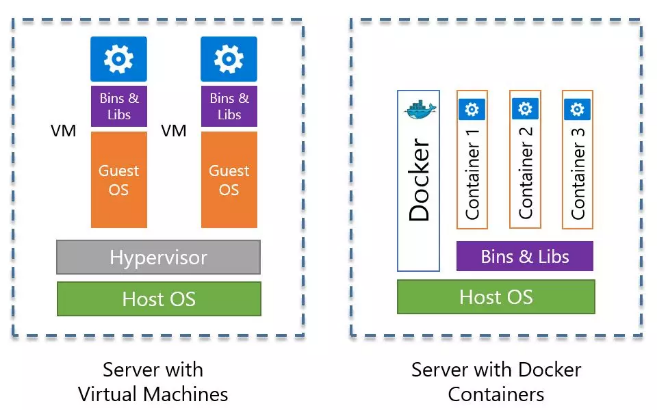 VM
Bins &
Libs
Guest
OS
VM
Bins &
Libs
Guest
OS
Hypervisor
Host OS
Server with
Virtual Machines
Docker
Container 1
Container 2
Container 3
Bins & Libs
Host OS
Server with Docker
Containers